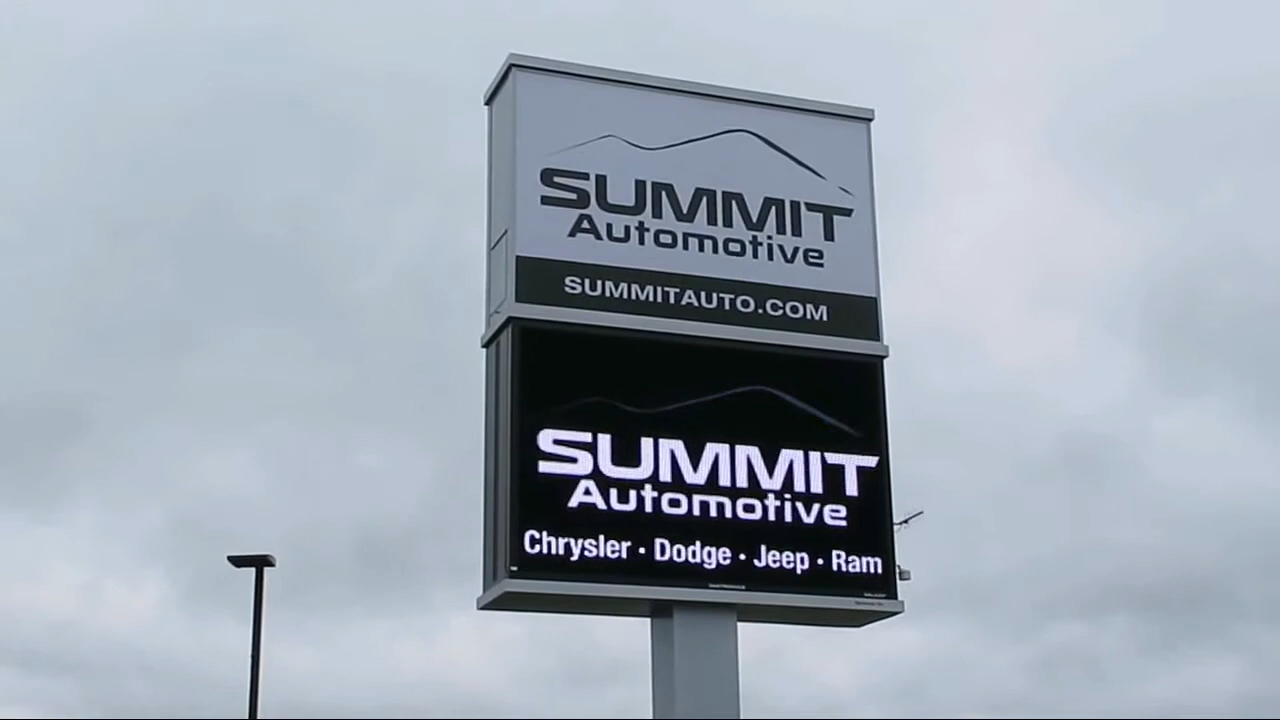 SUMMIT
Automotive
SUMMITAUTO.COM
SUMMIT
Automotive
Chrysler · Dodge · Jeep · Ram